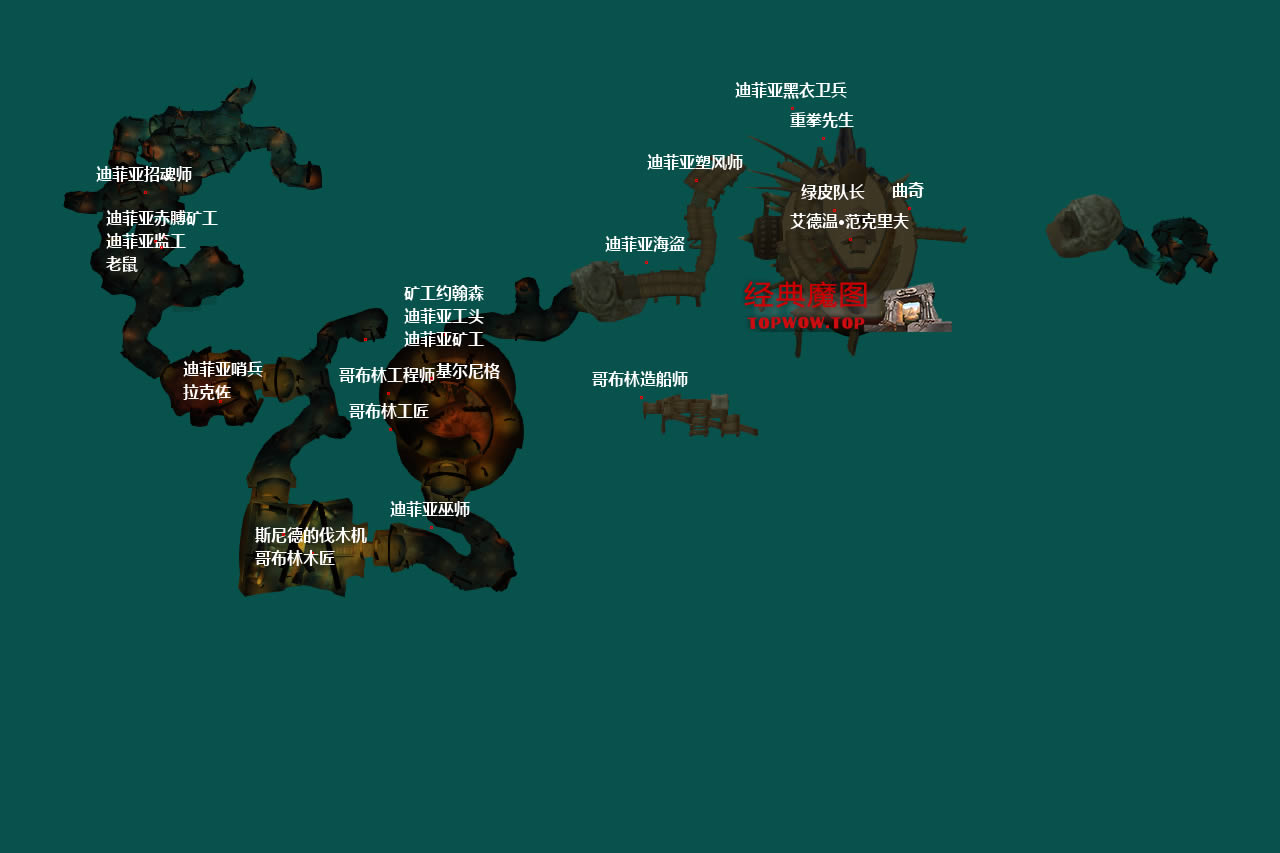 迪菲亚黑衣卫兵
重拳先生
迪菲亚塑风师
迪菲亚招魂师
绿皮队长
曲奇
迪菲亚赤膊矿工
迪菲亚监工
老鼠
艾德温•范克里夫
迪菲亚海盗
经典魔图
TOPWOW.TOP
矿工约翰森
迪菲亚工头
迪菲亚矿工
迪菲亚哨兵
拉克佐
哥布林工程师
基尔尼格
哥布林造船师
哥布林工匠
迪菲亚巫师
斯尼德的伐木机
哥布林木匠